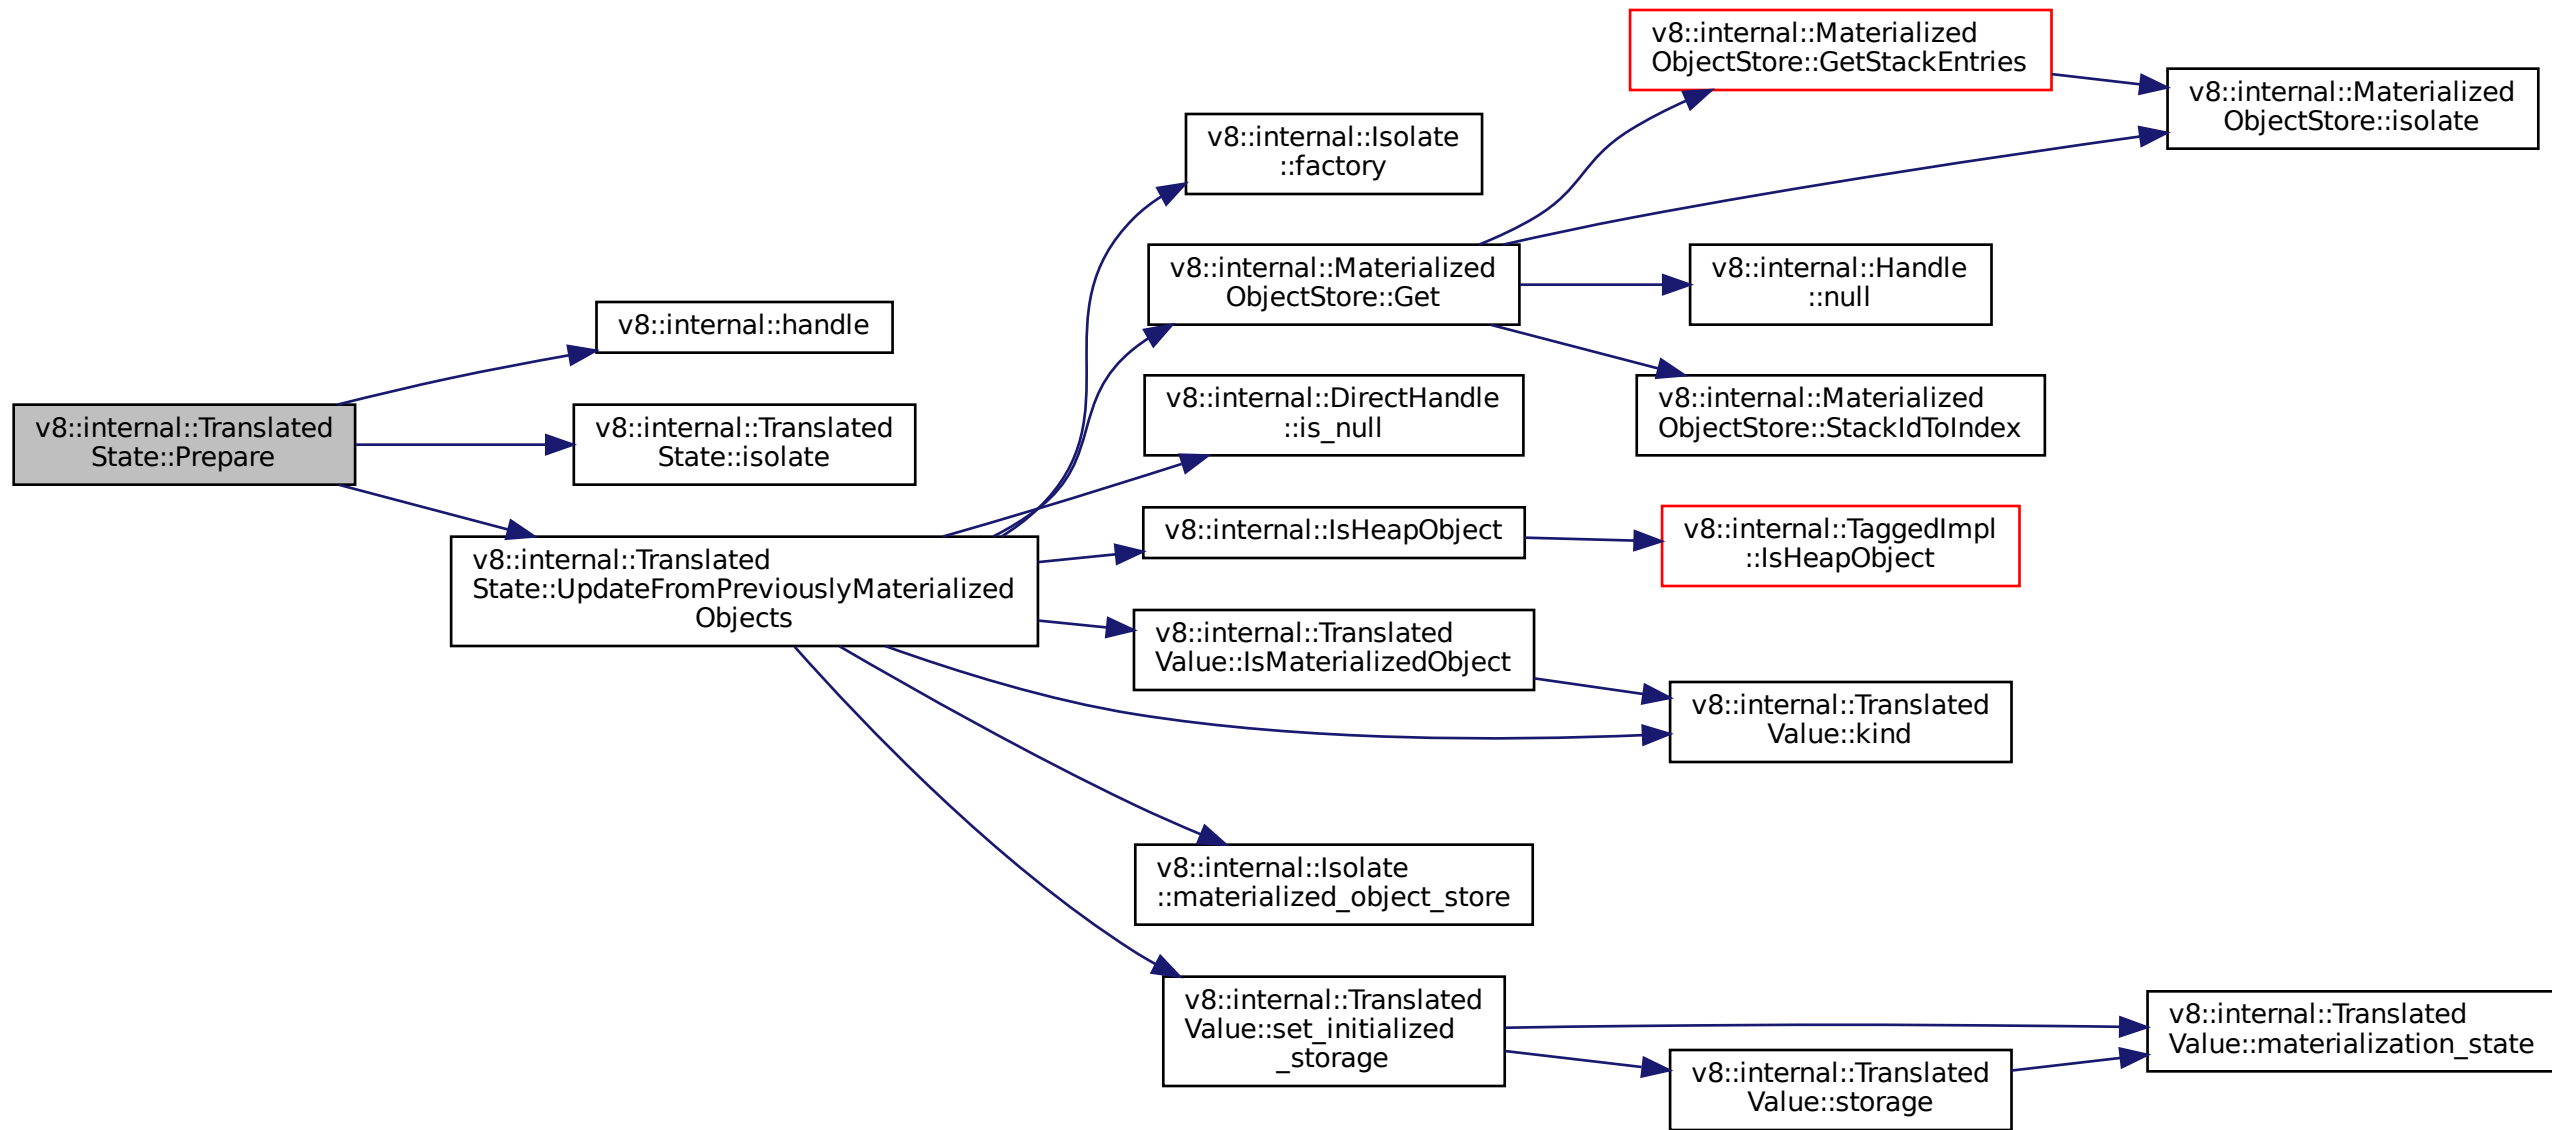 v8::internal::Translated
State::Prepare
v8::internal::handle
v8::internal::Translated
State::isolate
v8::internal::Translated
State::UpdateFromPreviouslyMaterialized
Objects
v8::internal::Isolate
::factory
v8::internal::Materialized
ObjectStore::Get
v8::internal::DirectHandle
::is_null
v8::internal::IsHeapObject
v8::internal::Translated
Value::IsMaterializedObject
v8::internal::Isolate
::materialized_object_store
v8::internal::Translated
Value::set_initialized
_storage
v8::internal::Materialized
ObjectStore::GetStackEntries
v8::internal::Handle
::null
v8::internal::Materialized
ObjectStore::StackIdToIndex
v8::internal::TaggedImpl
::IsHeapObject
v8::internal::Translated
Value::kind
v8::internal::Translated
Value::storage
v8::internal::Materialized
ObjectStore::isolate
v8::internal::Translated
Value::materialization_state